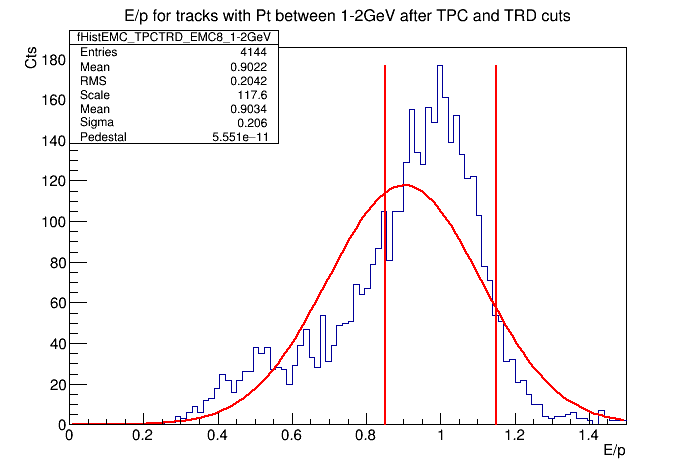 E/p for tracks with Pt between 1-2GeV after TPC and TRD cuts
fHistEMC_TPCTRD_EMC8_1-2GeV
Entries 4144
Mean 0.9022
RMS 0.2042
Scale 117.6
Mean 0.9034
Sigma 0.206
Pedestal 5.551e−11
Cts
180
160
140
120
100
80
60
40
20
0
0 0.2 0.4 0.6 0.8 1 1.2 1.4
E/p